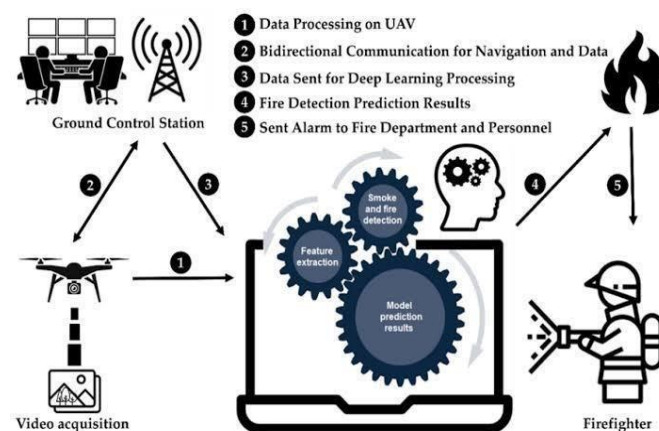 1 Data Processing on UAV
2 Bidirectional Communication for Navigation and Data
3 Data Sent for Deep Learning Processing
4 Fire Detection Prediction Results
5 Sent Alarm to Fire Department and Personnel
Ground Control Station
2
3
4
5
Smoke and fire
detection
Feature
extraction
1
Model
prediction
results
Video acquisition
Firefighter